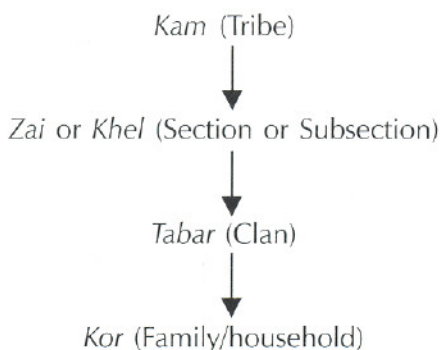 Kam (Tribe)
Zai or Khel (Section or Subsection)
Tabar (Clan)
Kor (Family/household)